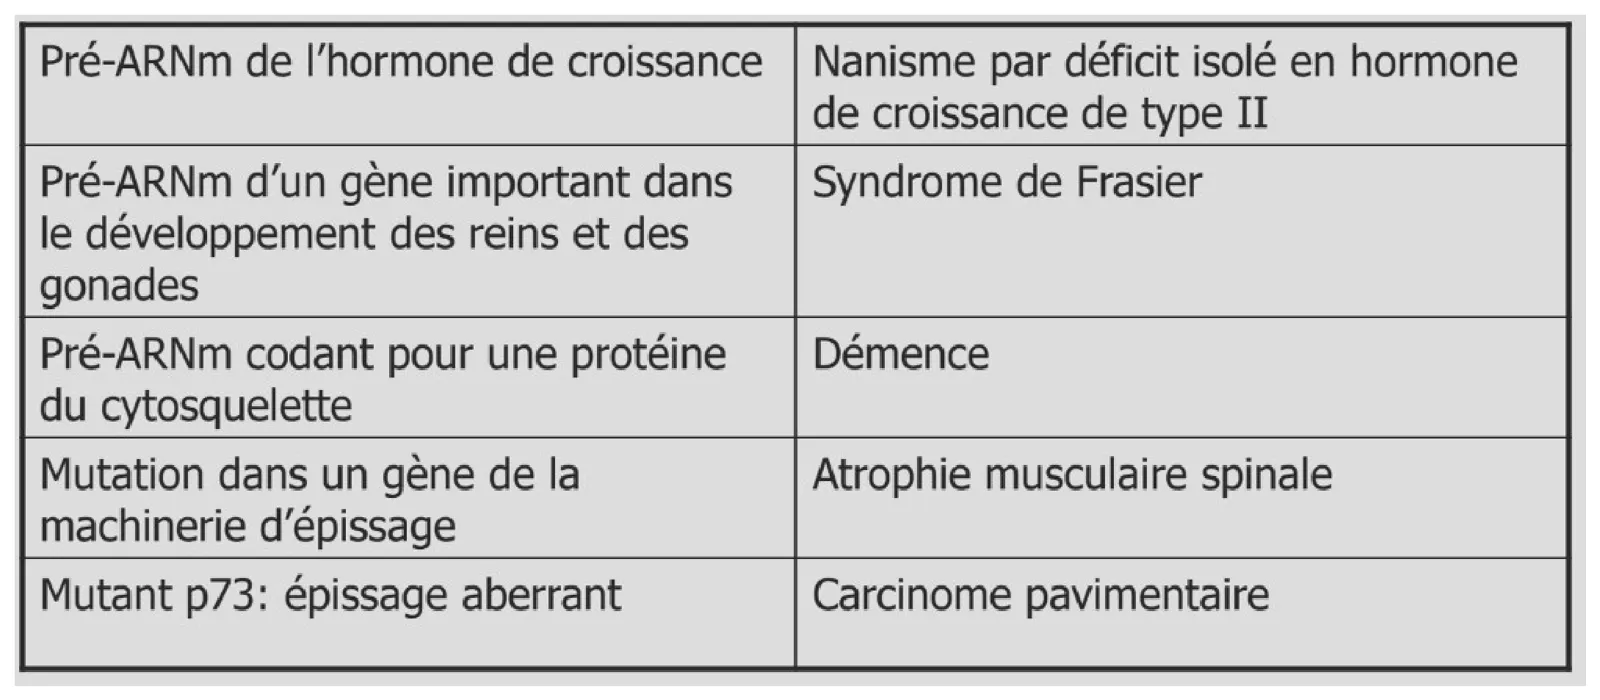 Pré-ARNm de l’hormone de croissance
Nanisme par déficit isolé en hormone
de croissance de type II
Pré-ARNm d’un gène important dans
le développement des reins et des
gonades
Syndrome de Frasier
Pré-ARNm codant pour une protéine
du cytosquelette
Démence
Mutation dans un gène de la
machinerie d’épissage
Atrophie musculaire spinale
Mutant p73: épissage aberrant
Carcinome pavimentaire